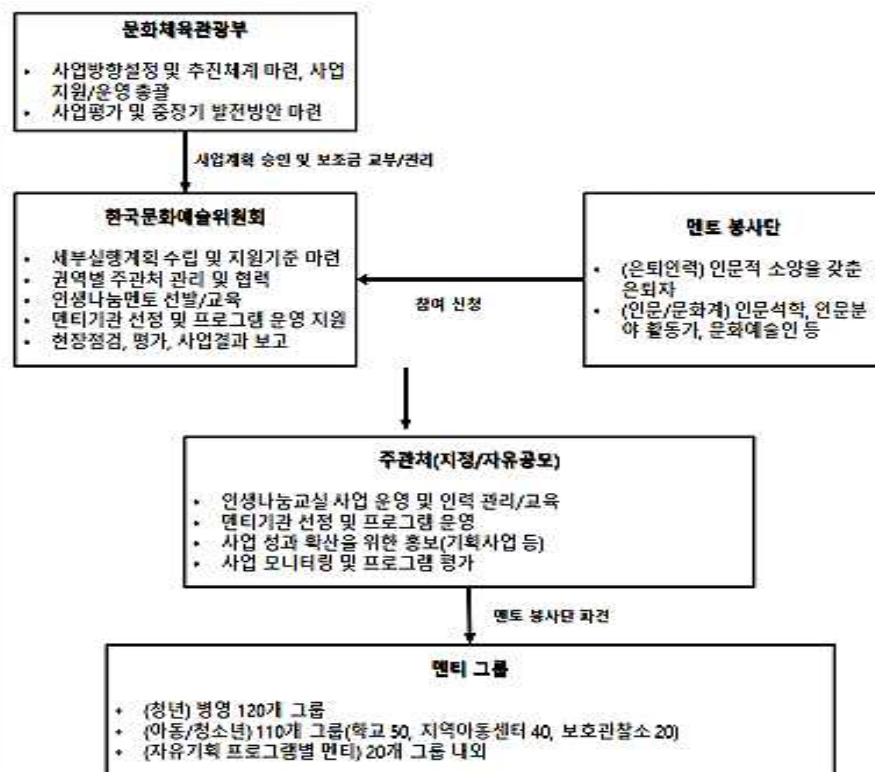 문화체육관광부
• 사업방향설정 및 추진체계 마련, 사업
지원/운영 총괄
• 사업평가 및 중장기 발전방안 마련
사업계획 승인 및 보조금 교부/관리
한국문화예술위원회
• 세부실행계획 수립 및 지원기준 마련
• 권역별 주관처 관리 및 협력
• 인생나눔멘토 선발/교육
• 멘티기관 선정 및 프로그램 운영 지원
• 현장점검, 평가, 사업결과 보고
멘토 봉사단
• (은퇴인력) 인문적 소양을 갖춘
은퇴자
• (인문/문화계) 인문석학, 인문분
야 활동가, 문화예술인 등
참여 신청
주관처(지정/자유공모)
• 인생나눔교실 사업 운영 및 인력 관리/교육
• 멘티기관 선정 및 프로그램 운영
• 사업 성과 확산을 위한 홍보(기획사업 등)
• 사업 모니터링 및 프로그램 평가
멘토 봉사단 파견
멘티 그룹
• (청년) 병영 120개 그룹
• (아동/청소년) 110개 그룹(학교 50, 지역아동센터 40, 보호관찰소 20)
• (자유기획 프로그램별 멘티) 20개 그룹 내외